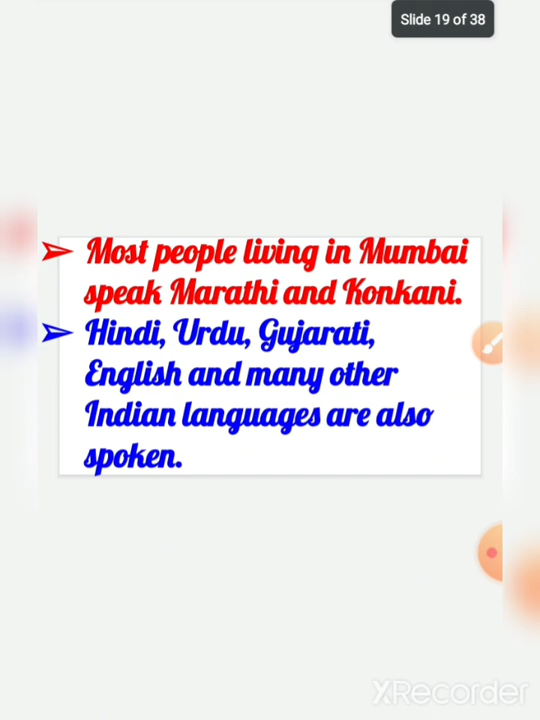 Slide 19 of 38
➢ Most people living in Mumbai
speak Marathi and Konkani.
➢ Hindi, Urdu, Gujarati,
English and many other
Indian languages are also
spoken.
XRecorder